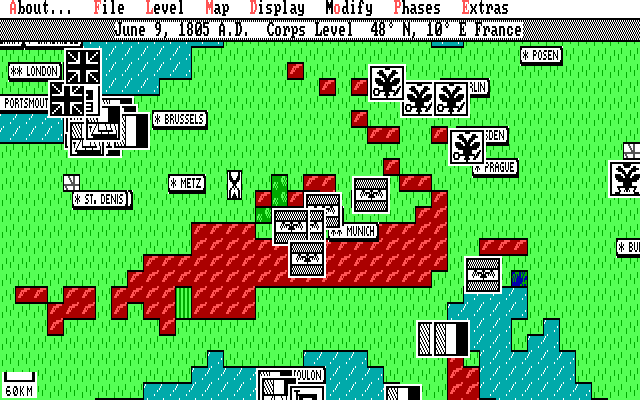 About... File Level Map Display Modify Phases Extras
June 9, 1805 A.D. Corps Level 48° N, 10° E France
* POSEN
** LONDON
PORTSMOUT
* BRUSSELS
* METZ
* ST. DENIS
* PRAGUE
MUNICH
60KM